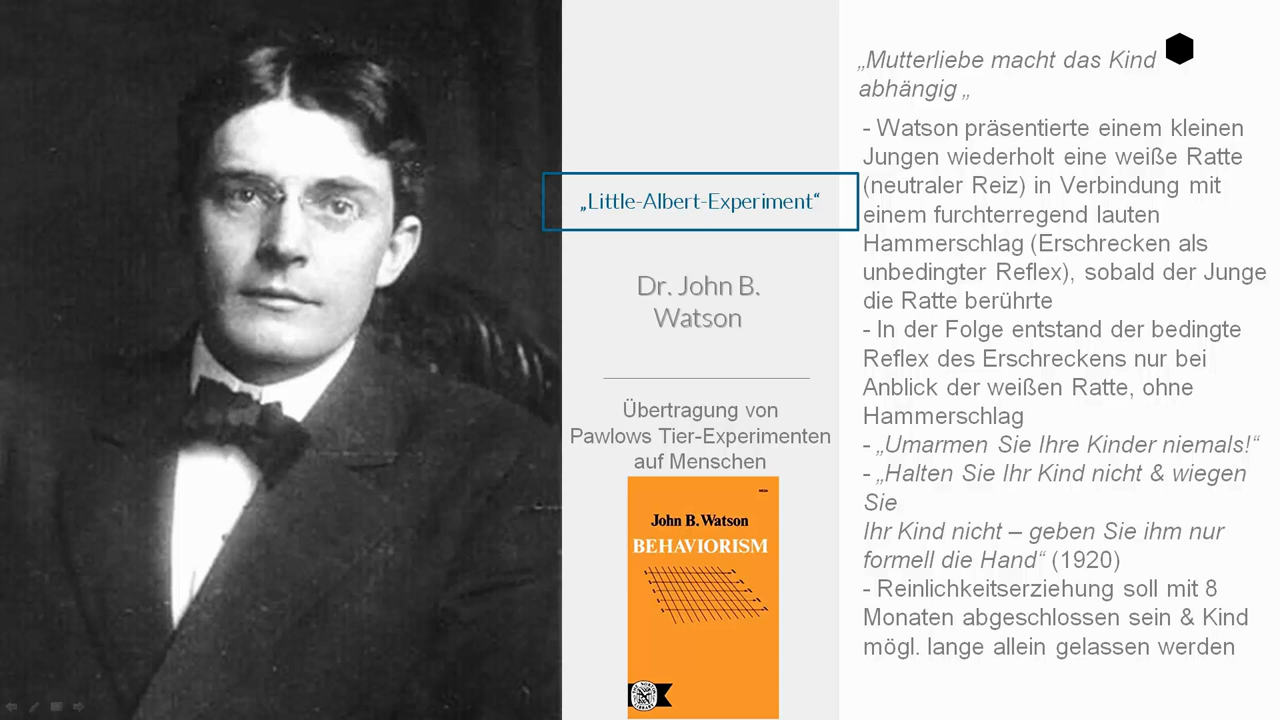 „Mutterliebe macht das Kind
abhängig „
- Watson präsentierte einem kleinen
Jungen wiederholt eine weiße Ratte
(neutraler Reiz) in Verbindung mit
einem furchterregend lauten
Hammerschlag (Erschrecken als
unbedingter Reflex), sobald der Junge
die Ratte berührte
- In der Folge entstand der bedingte
Reflex des Erschreckens nur bei
Anblick der weißen Ratte, ohne
Hammerschlag
- „Umarmen Sie Ihre Kinder niemals!“
- „Halten Sie Ihr Kind nicht & wiegen
Sie
Ihr Kind nicht – geben Sie ihm nur
formell die Hand“ (1920)
- Reinlichkeitserziehung soll mit 8
Monaten abgeschlossen sein & Kind
mögl. lange allein gelassen werden
„Little-Albert-Experiment“
Dr. John B.
Watson
Übertragung von
Pawlows Tier-Experimenten
auf Menschen
John B. Watson
BEHAVIORISM